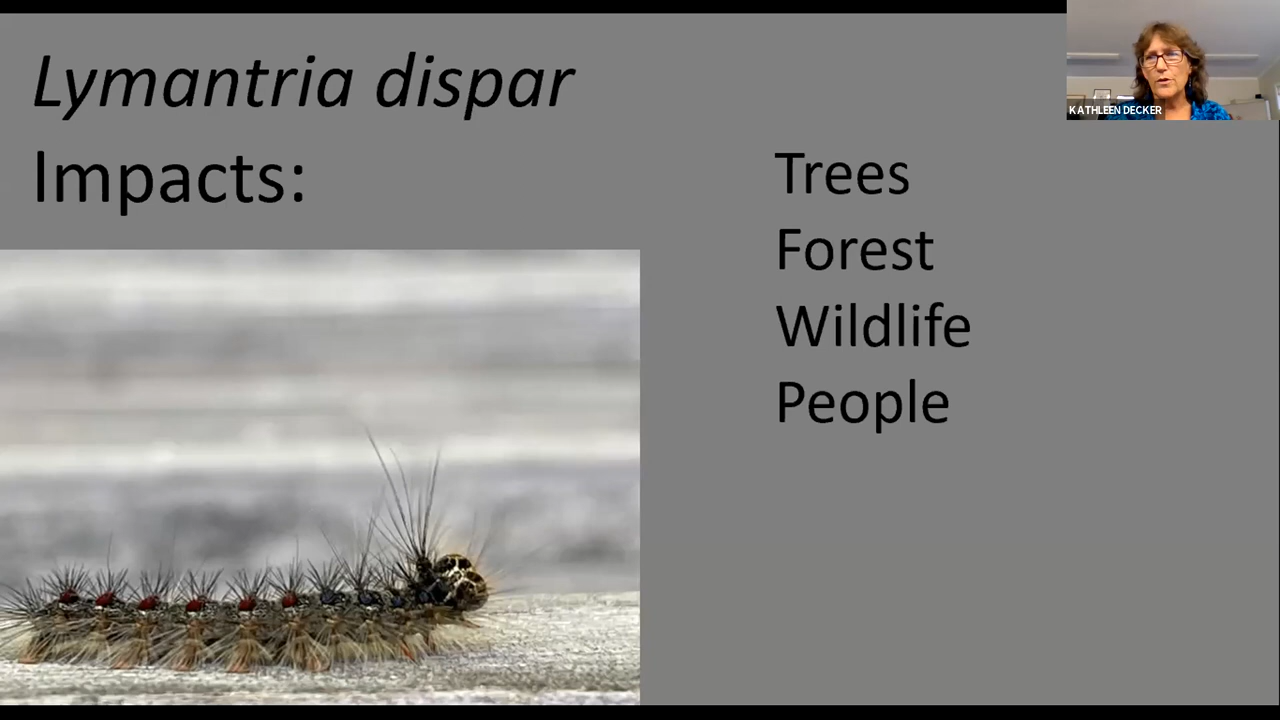 Lymantria dispar
Impacts:
Trees
Forest
Wildlife
People
KATHLEEN DECKER